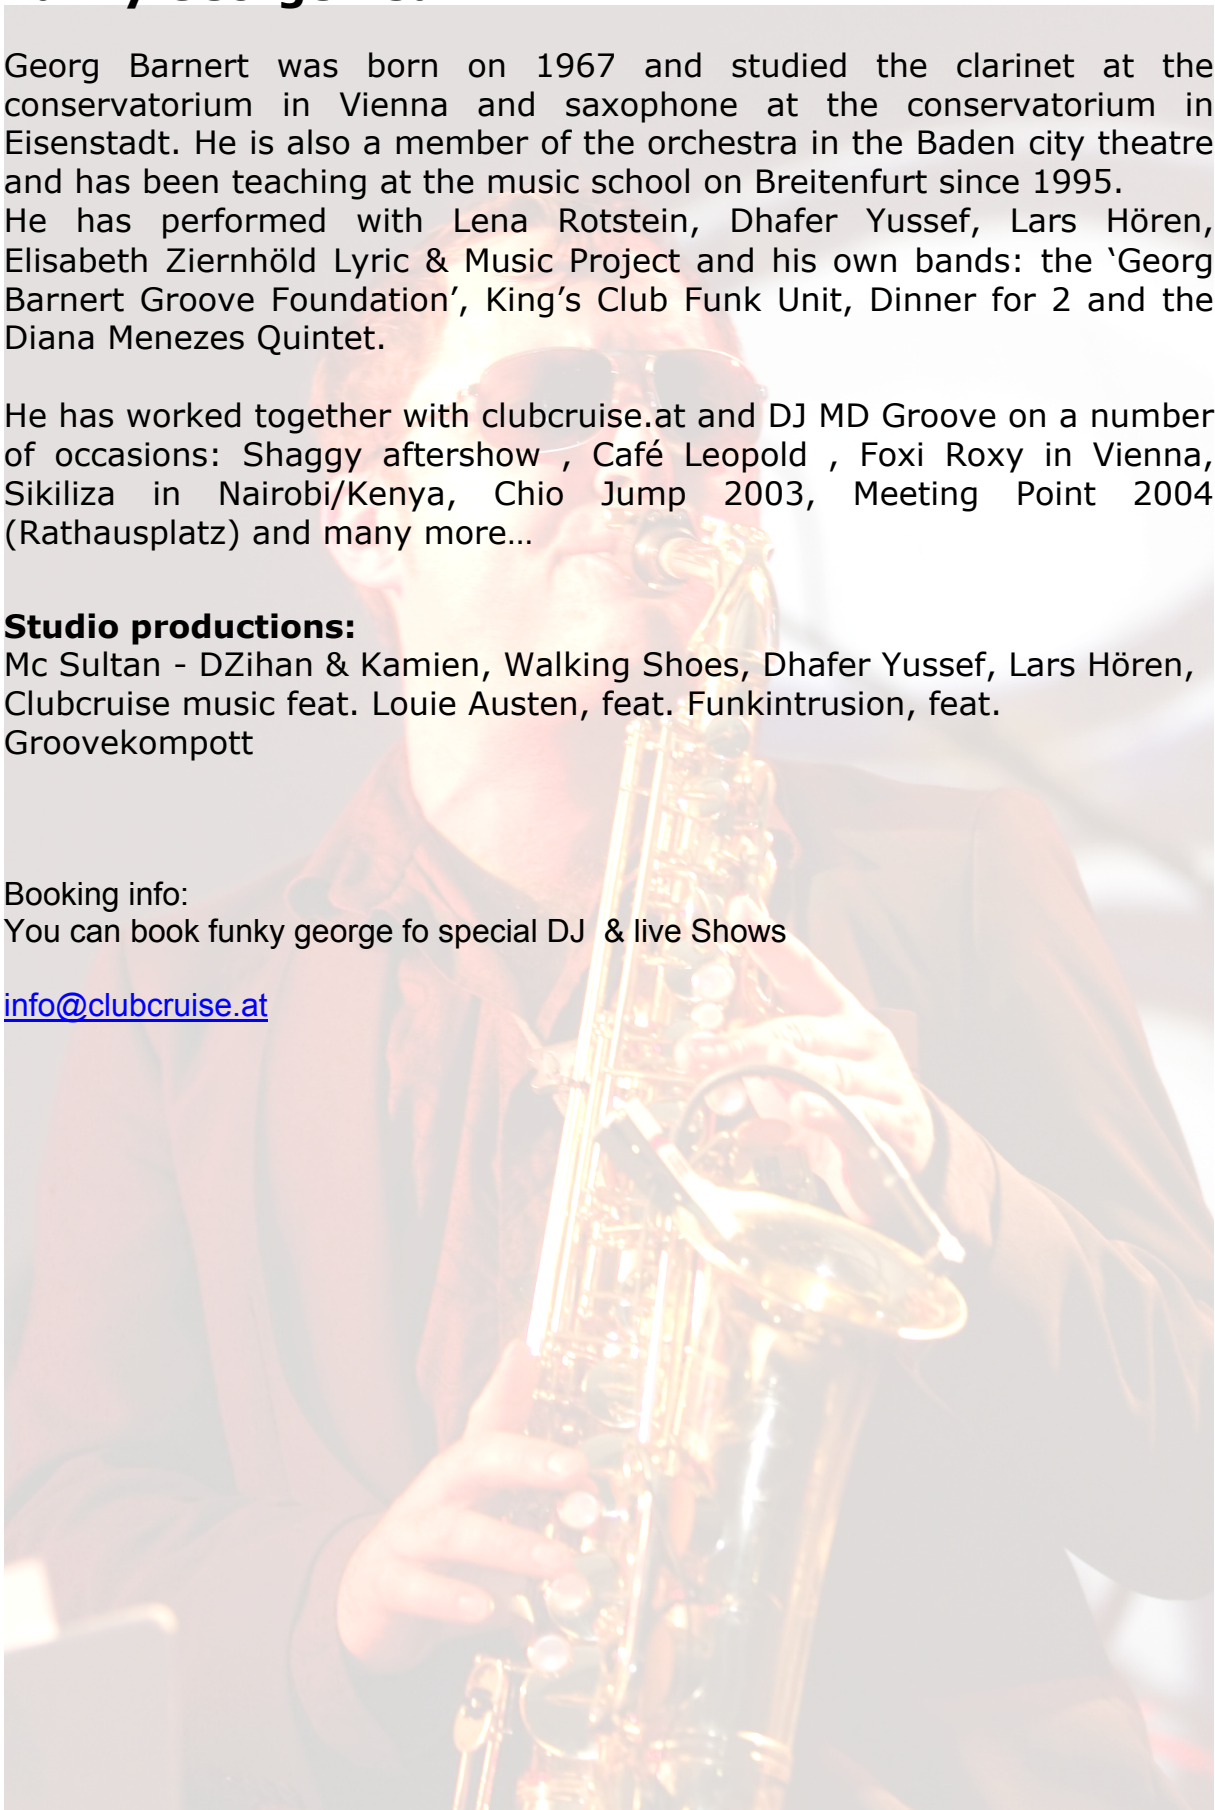 Georg Barnert was born on 1967 and studied the clarinet at the
conservatorium in Vienna and saxophone at the conservatorium in
Eisenstadt. He is also a member of the orchestra in the Baden city theatre
and has been teaching at the music school on Breitenfurt since 1995.
He has performed with Lena Rotstein, Dhafer Yussef, Lars Hören,
Elisabeth Ziernhöld Lyric & Music Project and his own bands: the ‘Georg
Barnert Groove Foundation’, King’s Club Funk Unit, Dinner for 2 and the
Diana Menezes Quintet.
He has worked together with clubcruise.at and DJ MD Groove on a number
of occasions: Shaggy aftershow , Café Leopold , Foxi Roxy in Vienna,
Sikiliza in Nairobi/Kenya, Chio Jump 2003, Meeting Point 2004
(Rathausplatz) and many more…
Studio productions:
Mc Sultan - DZihan & Kamien, Walking Shoes, Dhafer Yussef, Lars Hören,
Clubcruise music feat. Louie Austen, feat. Funkintrusion, feat.
Groovekompott
Booking info:
You can book funky george fo special DJ  & live Shows
info@clubcruise.at